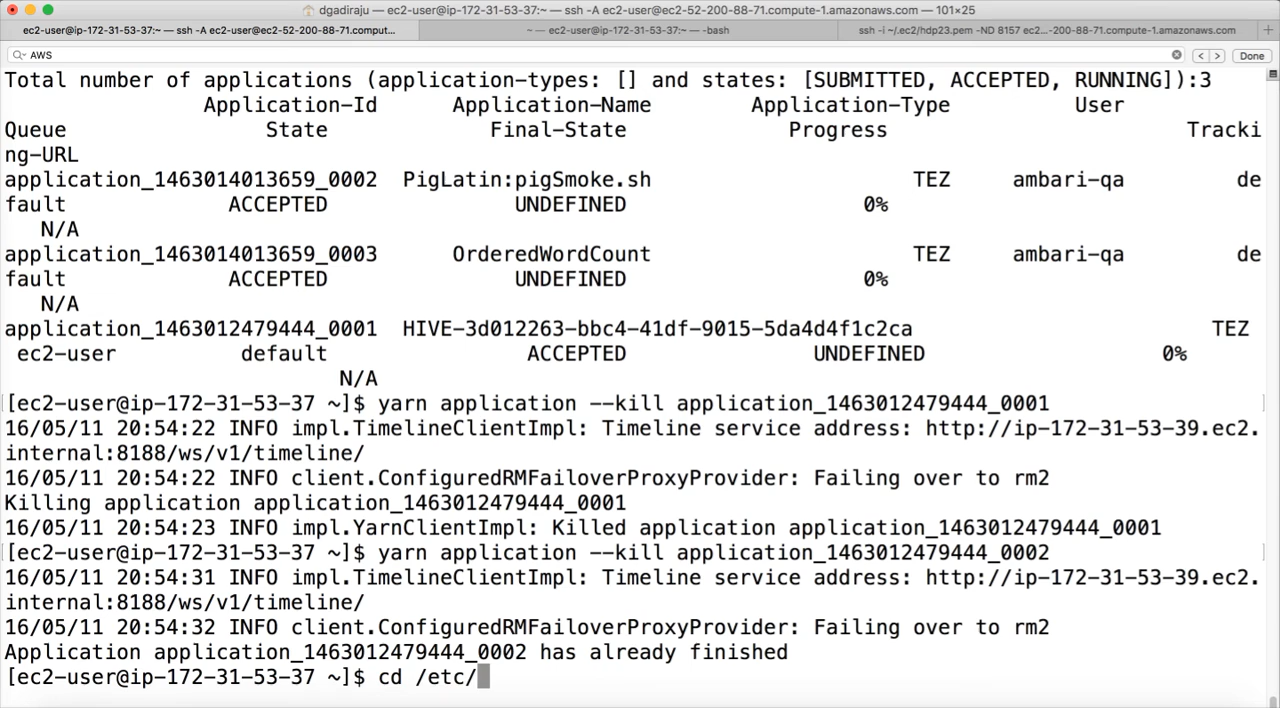 dgadiraju — ec2-user@ip-172-31-53-37:~ — ssh -A ec2-user@ec2-52-200-88-71.compute-1.amazonaws.com — 101×25
ec2-user@ip-172-31-53-37:~ — ssh -A ec2-user@ec2-52-200-88-71.comput...
~ — ec2-user@ip-172-31-53-37:~ — -bash
ssh -i ~/.ec2/hdp23.pem -ND 8157 ec2...-200-88-71.compute-1.amazonaws.com
AWS
Done
Total number of applications (application-types: [] and states: [SUBMITTED, ACCEPTED, RUNNING]):3
Application-Id Application-Name Application-Type User
Queue State Final-State Progress Tracki
ng-URL
application_1463014013659_0002 PigLatin:pigSmoke.sh TEZ ambari-qa de
fault ACCEPTED UNDEFINED 0%
N/A
application_1463014013659_0003 OrderedWordCount TEZ ambari-qa de
fault ACCEPTED UNDEFINED 0%
N/A
application_1463012479444_0001 HIVE-3d012263-bbc4-41df-9015-5da4d4f1c2ca TEZ
ec2-user default ACCEPTED UNDEFINED 0%
N/A
[ec2-user@ip-172-31-53-37 ~]$ yarn application --kill application_1463012479444_0001
16/05/11 20:54:22 INFO impl.TimelineClientImpl: Timeline service address: http://ip-172-31-53-39.ec2.
internal:8188/ws/v1/timeline/
16/05/11 20:54:22 INFO client.ConfiguredRMFailoverProxyProvider: Failing over to rm2
Killing application application_1463012479444_0001
16/05/11 20:54:23 INFO impl.YarnClientImpl: Killed application application_1463012479444_0001
[ec2-user@ip-172-31-53-37 ~]$ yarn application --kill application_1463012479444_0002
16/05/11 20:54:31 INFO impl.TimelineClientImpl: Timeline service address: http://ip-172-31-53-39.ec2.
internal:8188/ws/v1/timeline/
16/05/11 20:54:32 INFO client.ConfiguredRMFailoverProxyProvider: Failing over to rm2
Application application_1463012479444_0002 has already finished
[ec2-user@ip-172-31-53-37 ~]$ cd /etc/